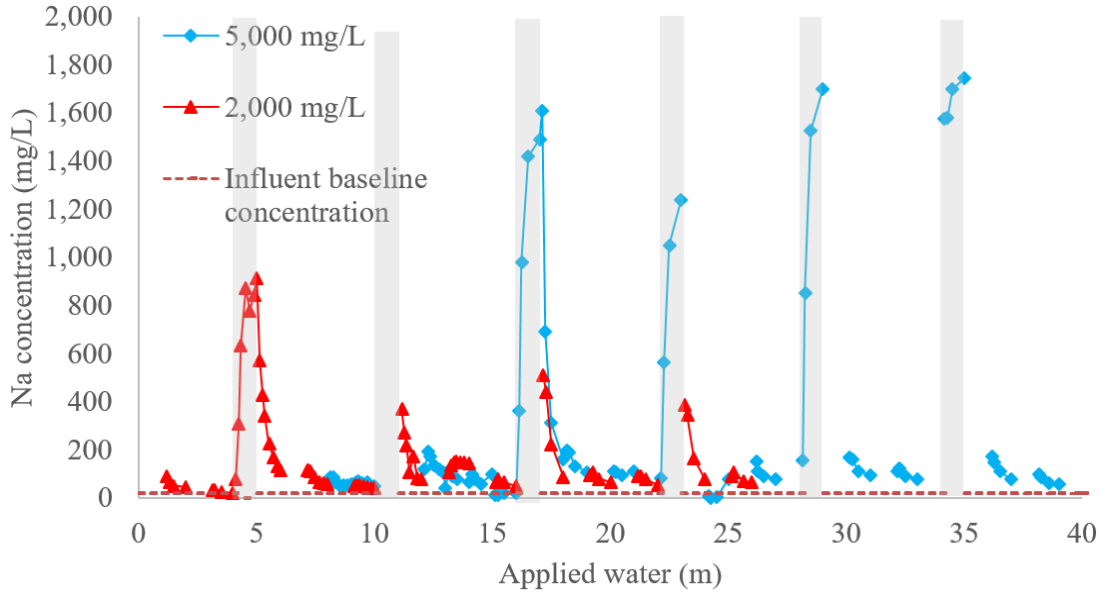 2,000
1,800
1,600
1,400
1,200
1,000
800
600
400
200
0
Na concentration (mg/L)
5,000 mg/L
2,000 mg/L
Influent baseline
concentration
0 5 10 15 20 25 30 35 40
Applied water (m)